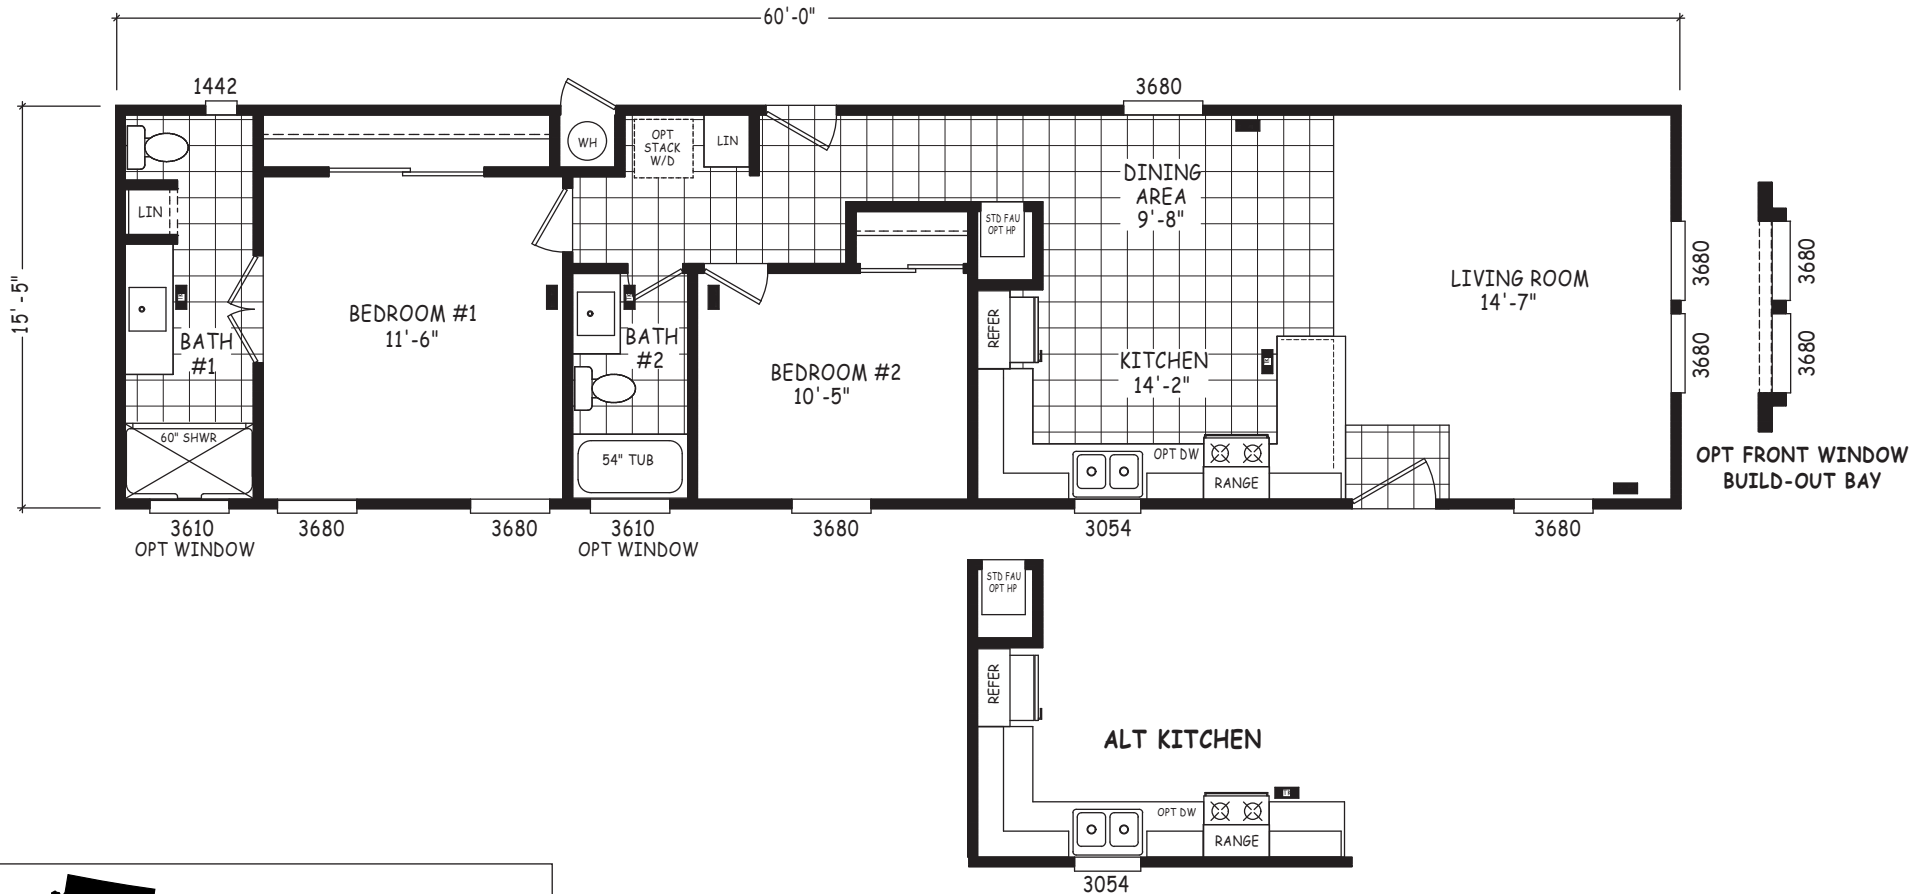 60'-0"
1442
3680
15'-5"
WH
OPT
STACK
W/D
LIN
LIN
DINING
AREA
9'-8"
STD FAU
OPT HP
LIVING ROOM
14'-7"
3680
3680
3680
3680
BEDROOM #1
11'-6"
BATH
#1
BATH
#2
BEDROOM #2
10'-5"
REFER
KITCHEN
14'-2"
60" SHWR
54" TUB
OPT DW
RANGE
OPT FRONT WINDOW
BUILD-OUT BAY
3610
OPT WINDOW
3680
3680
3610
OPT WINDOW
3680
3054
3680
STD FAU
OPT HP
REFER
ALT KITCHEN
OPT DW
RANGE
3054